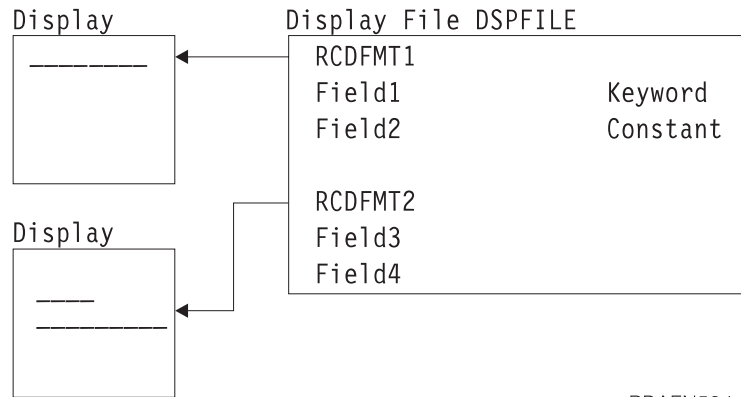 Display
Display File DSPFILE
RCDFMT1
Field1 Keyword
Field2 Constant
RCDFMT2
Field3
Field4
Display